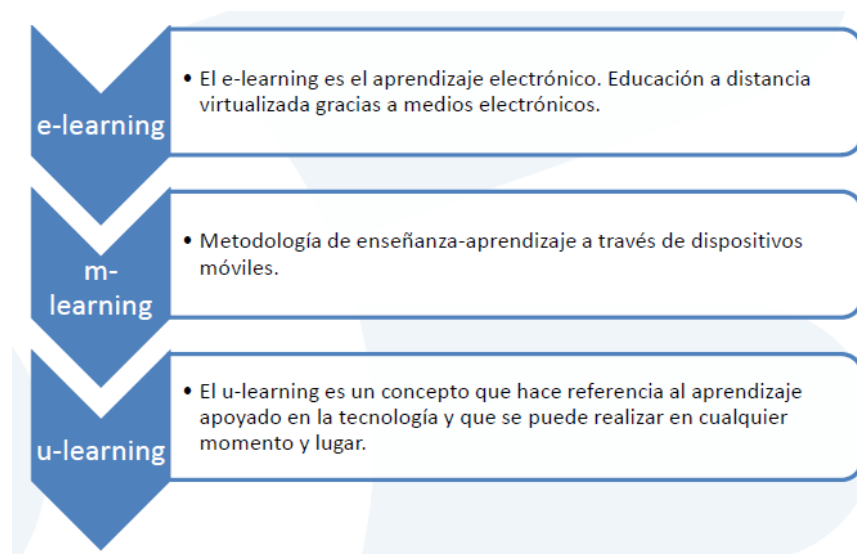 e-learning
• El e-learning es el aprendizaje electrónico. Educación a distancia
virtualizada gracias a medios electrónicos.
m-
learning
• Metodología de enseñanza-aprendizaje a través de dispositivos
móviles.
u-learning
• El u-learning es un concepto que hace referencia al aprendizaje
apoyado en la tecnología y que se puede realizar en cualquier
momento y lugar.